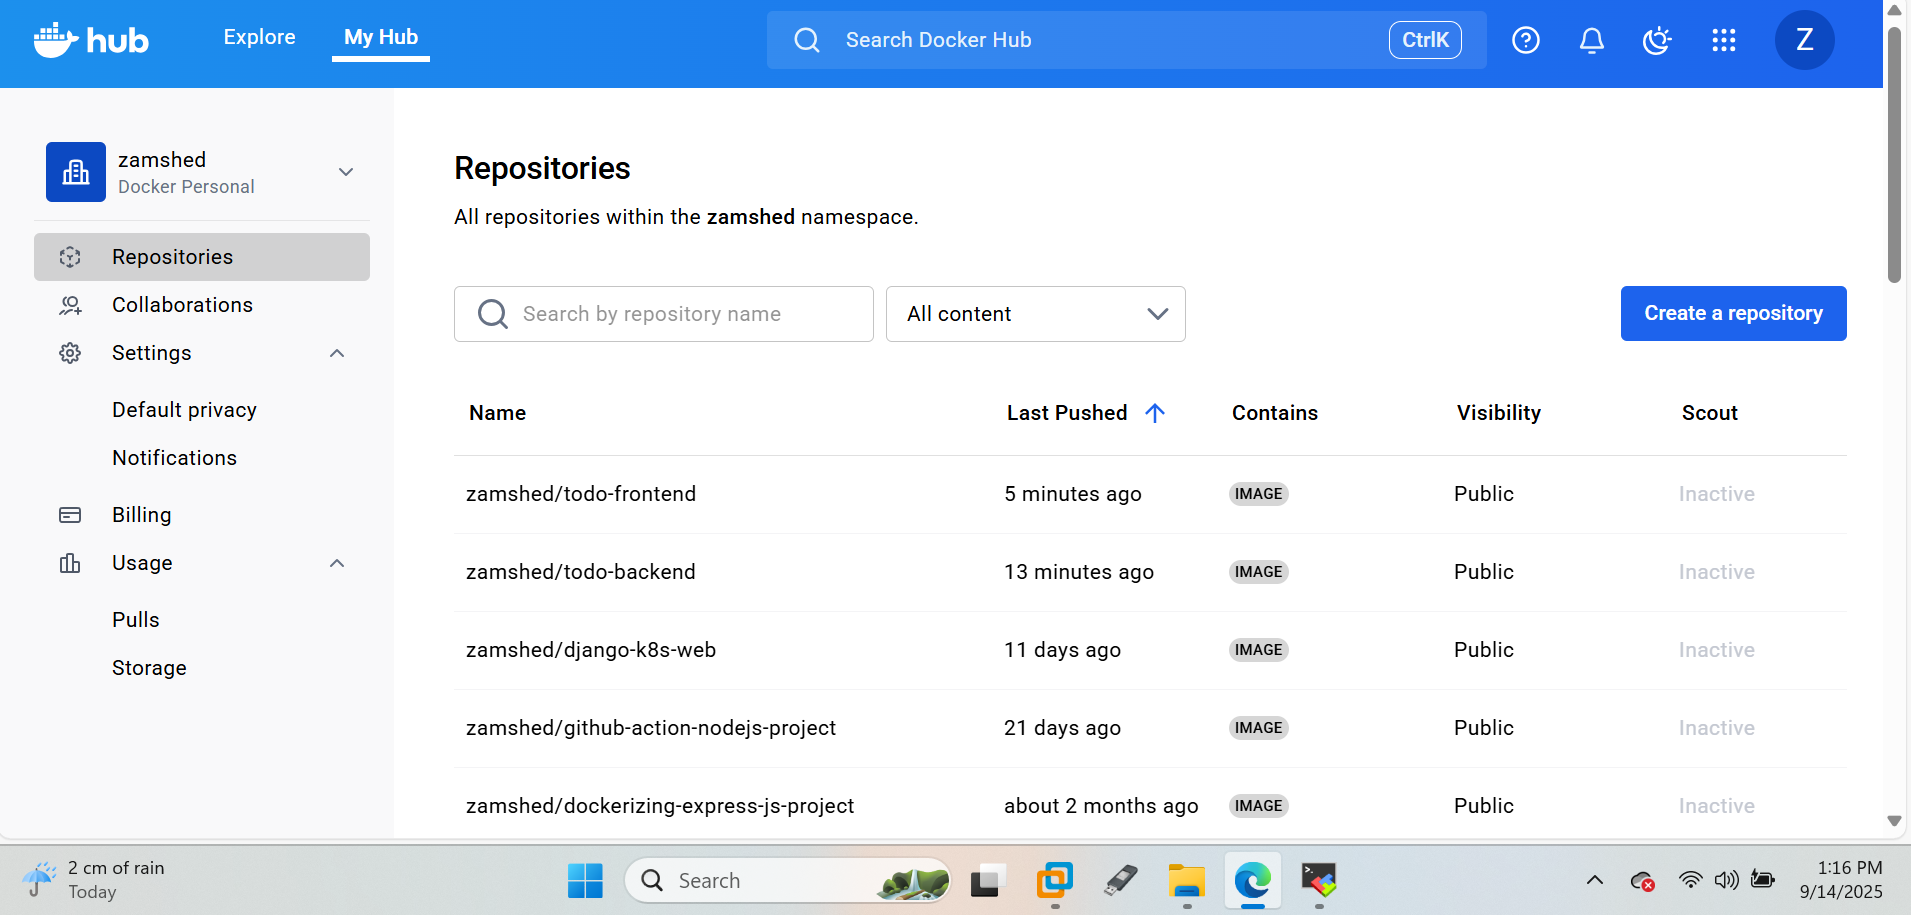 hub
Explore
My Hub
Search Docker Hub
CtrlK
Z
zamshed
Docker Personal
Repositories
Collaborations
Settings
Default privacy
Notifications
Billing
Usage
Pulls
Storage
Repositories
All repositories within the zamshed namespace.
Search by repository name
All content
Create a repository
Name Last Pushed Contains Visibility Scout
zamshed/todo-frontend 5 minutes ago IMAGE Public Inactive
zamshed/todo-backend 13 minutes ago IMAGE Public Inactive
zamshed/django-k8s-web 11 days ago IMAGE Public Inactive
zamshed/github-action-nodejs-project 21 days ago IMAGE Public Inactive
zamshed/dockerizing-express-js-project about 2 months ago IMAGE Public Inactive
2 cm of rain
Today
Search
1:16 PM
9/14/2025